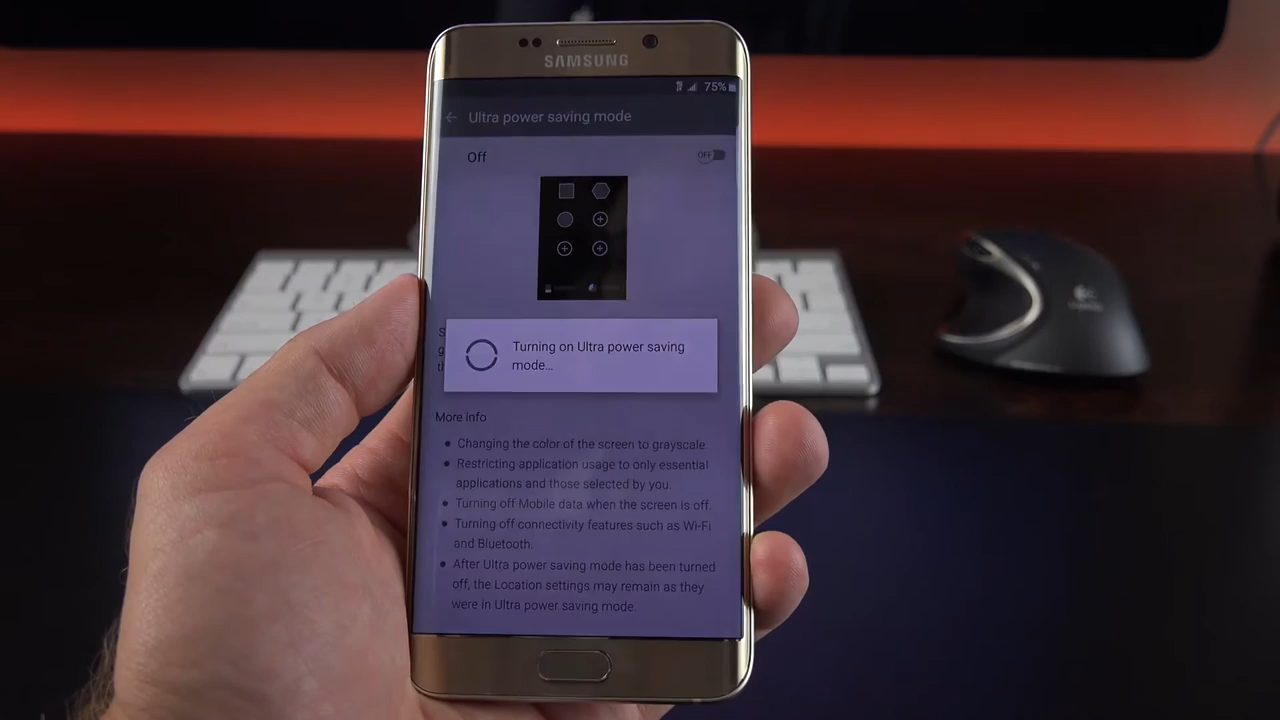 SAMSUNG
75%
Ultra power saving mode
Off
OFF
Turning on Ultra power saving
mode...
More info
Changing the color of the screen to grayscale
Restricting application usage to only essential
applications and those selected by you.
Turning off Mobile data when the screen is off.
Turning off connectivity features such as Wi-Fi
and Bluetooth.
After Ultra power saving mode has been turned
off, the Location settings may remain as they
were in Ultra power saving mode.